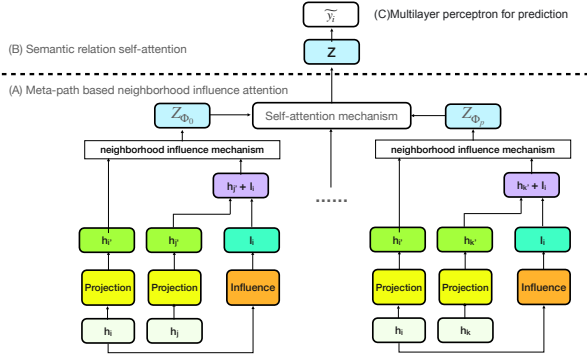 ỹᵢ
(C)Multilayer perceptron for prediction
(B) Semantic relation self-attention
Z
(A) Meta-path based neighborhood influence attention
Z_Φ₀
Self-attention mechanism
Z_Φₚ
neighborhood influence mechanism
neighborhood influence mechanism
hⱼ' + Iᵢ
hₖ' + Iᵢ
......
hᵢ' hⱼ' Iᵢ
hᵢ' hₖ' Iᵢ
Projection Projection Influence
Projection Projection Influence
hᵢ hⱼ
hᵢ hₖ